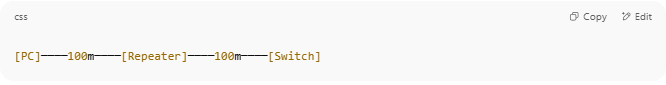 css Copy Edit
[PC]────100m────[Repeater]────100m────[Switch]